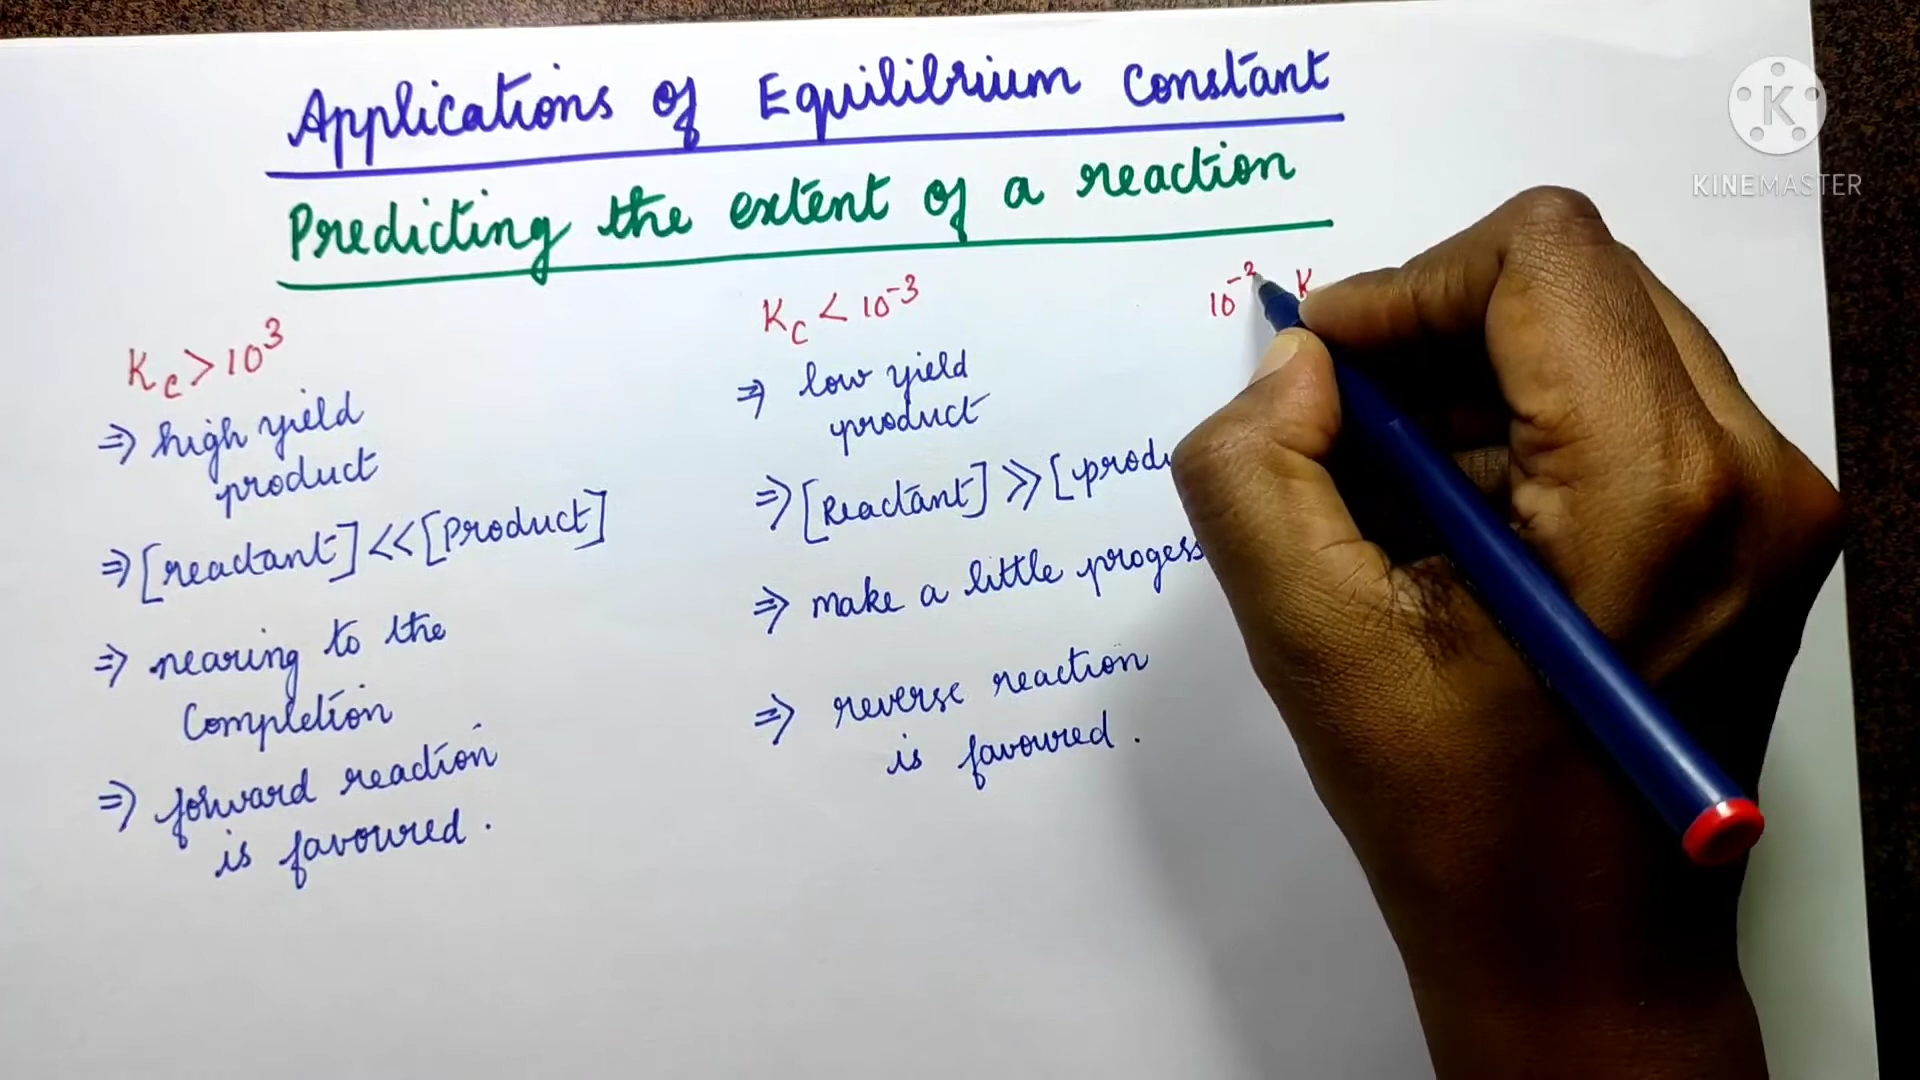 Applications of Equilibrium Constant
Predicting the extent of a reaction
Kc > 10³
⇒ high yield
product
⇒ [reactant] << [Product]
⇒ nearing to the
Completion
⇒ forward reaction
is favoured.
Kc < 10⁻³
⇒ low yield
product
⇒ [Reactant] >> [produ
⇒ make a little progess
⇒ reverse reaction
is favoured.
10⁻ K
K
KINEMASTER